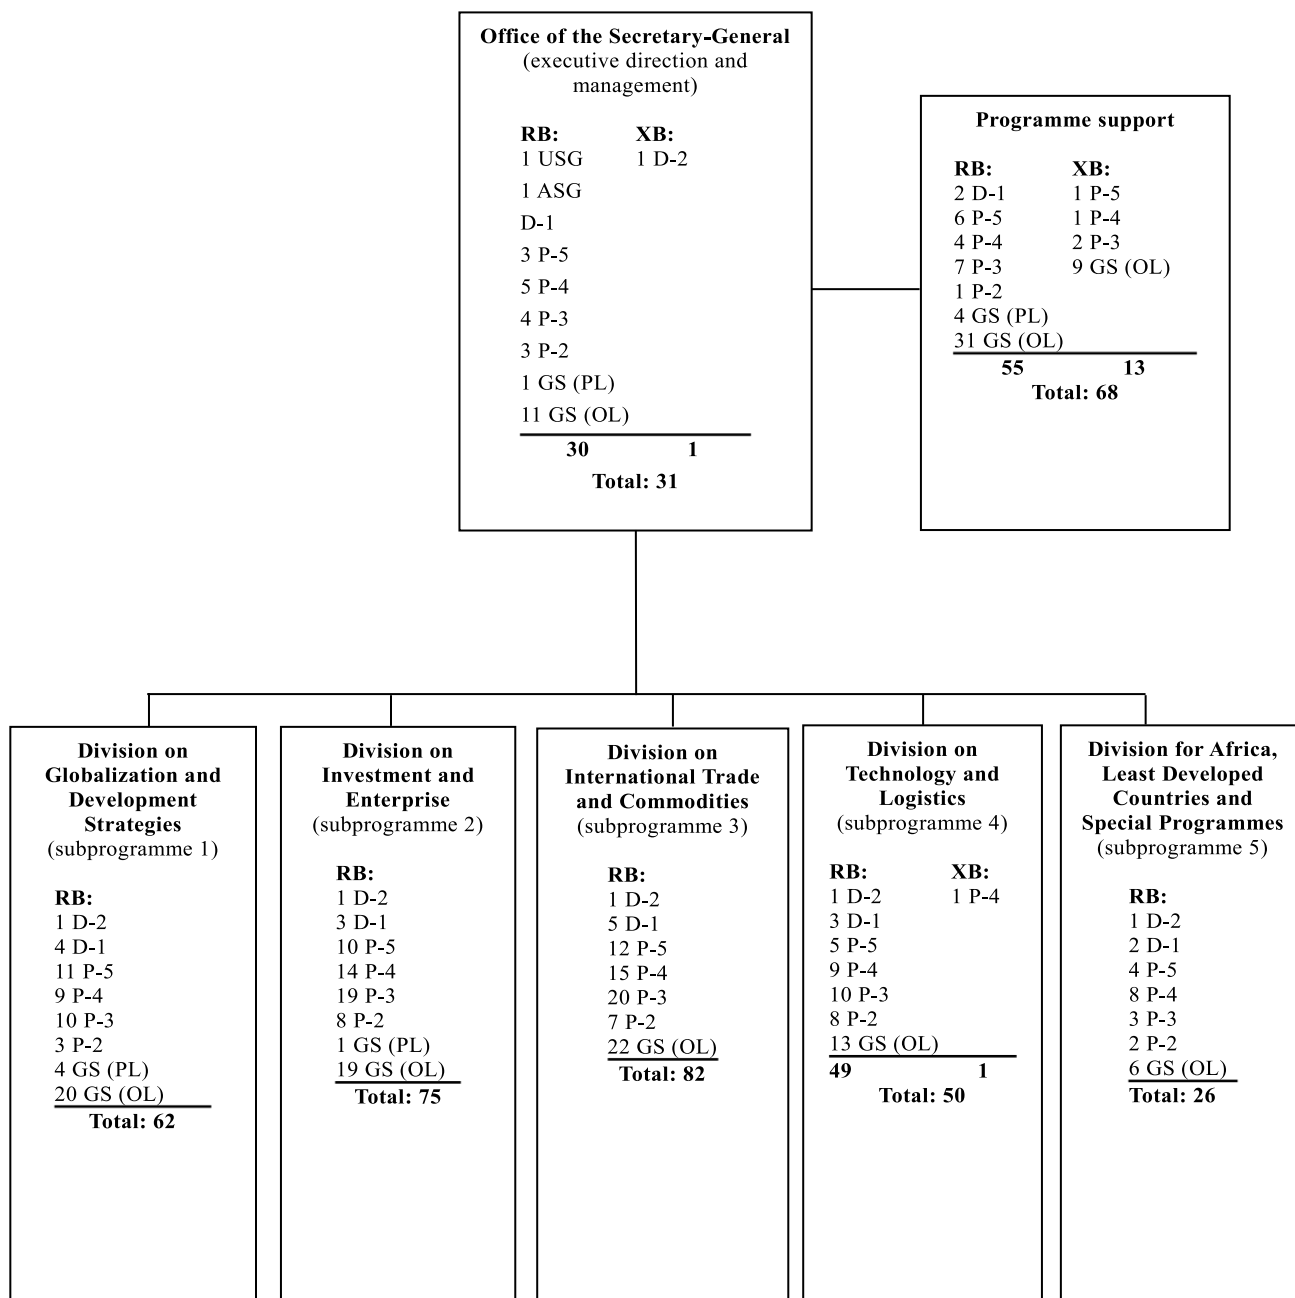 Office of the Secretary-General
(executive direction and
management)
RB: XB:
1 USG 1 D-2
1 ASG
D-1
3 P-5
5 P-4
4 P-3
3 P-2
1 GS (PL)
11 GS (OL)
30 1
Total: 31
Programme support
RB: XB:
2 D-1 1 P-5
6 P-5 1 P-4
4 P-4 2 P-3
7 P-3 9 GS (OL)
1 P-2
4 GS (PL)
31 GS (OL)
55 13
Total: 68
Division on
Globalization and
Development
Strategies
(subprogramme 1)
RB:
1 D-2
4 D-1
11 P-5
9 P-4
10 P-3
3 P-2
4 GS (PL)
20 GS (OL)
Total: 62
Division on
Investment and
Enterprise
(subprogramme 2)
RB:
1 D-2
3 D-1
10 P-5
14 P-4
19 P-3
8 P-2
1 GS (PL)
19 GS (OL)
Total: 75
Division on
International Trade
and Commodities
(subprogramme 3)
RB:
1 D-2
5 D-1
12 P-5
15 P-4
20 P-3
7 P-2
22 GS (OL)
Total: 82
Division on
Technology and
Logistics
(subprogramme 4)
RB: XB:
1 D-2 1 P-4
3 D-1
5 P-5
9 P-4
10 P-3
8 P-2
13 GS (OL)
49 1
Total: 50
Division for Africa,
Least Developed
Countries and
Special Programmes
(subprogramme 5)
RB:
1 D-2
2 D-1
4 P-5
8 P-4
3 P-3
2 P-2
6 GS (OL)
Total: 26